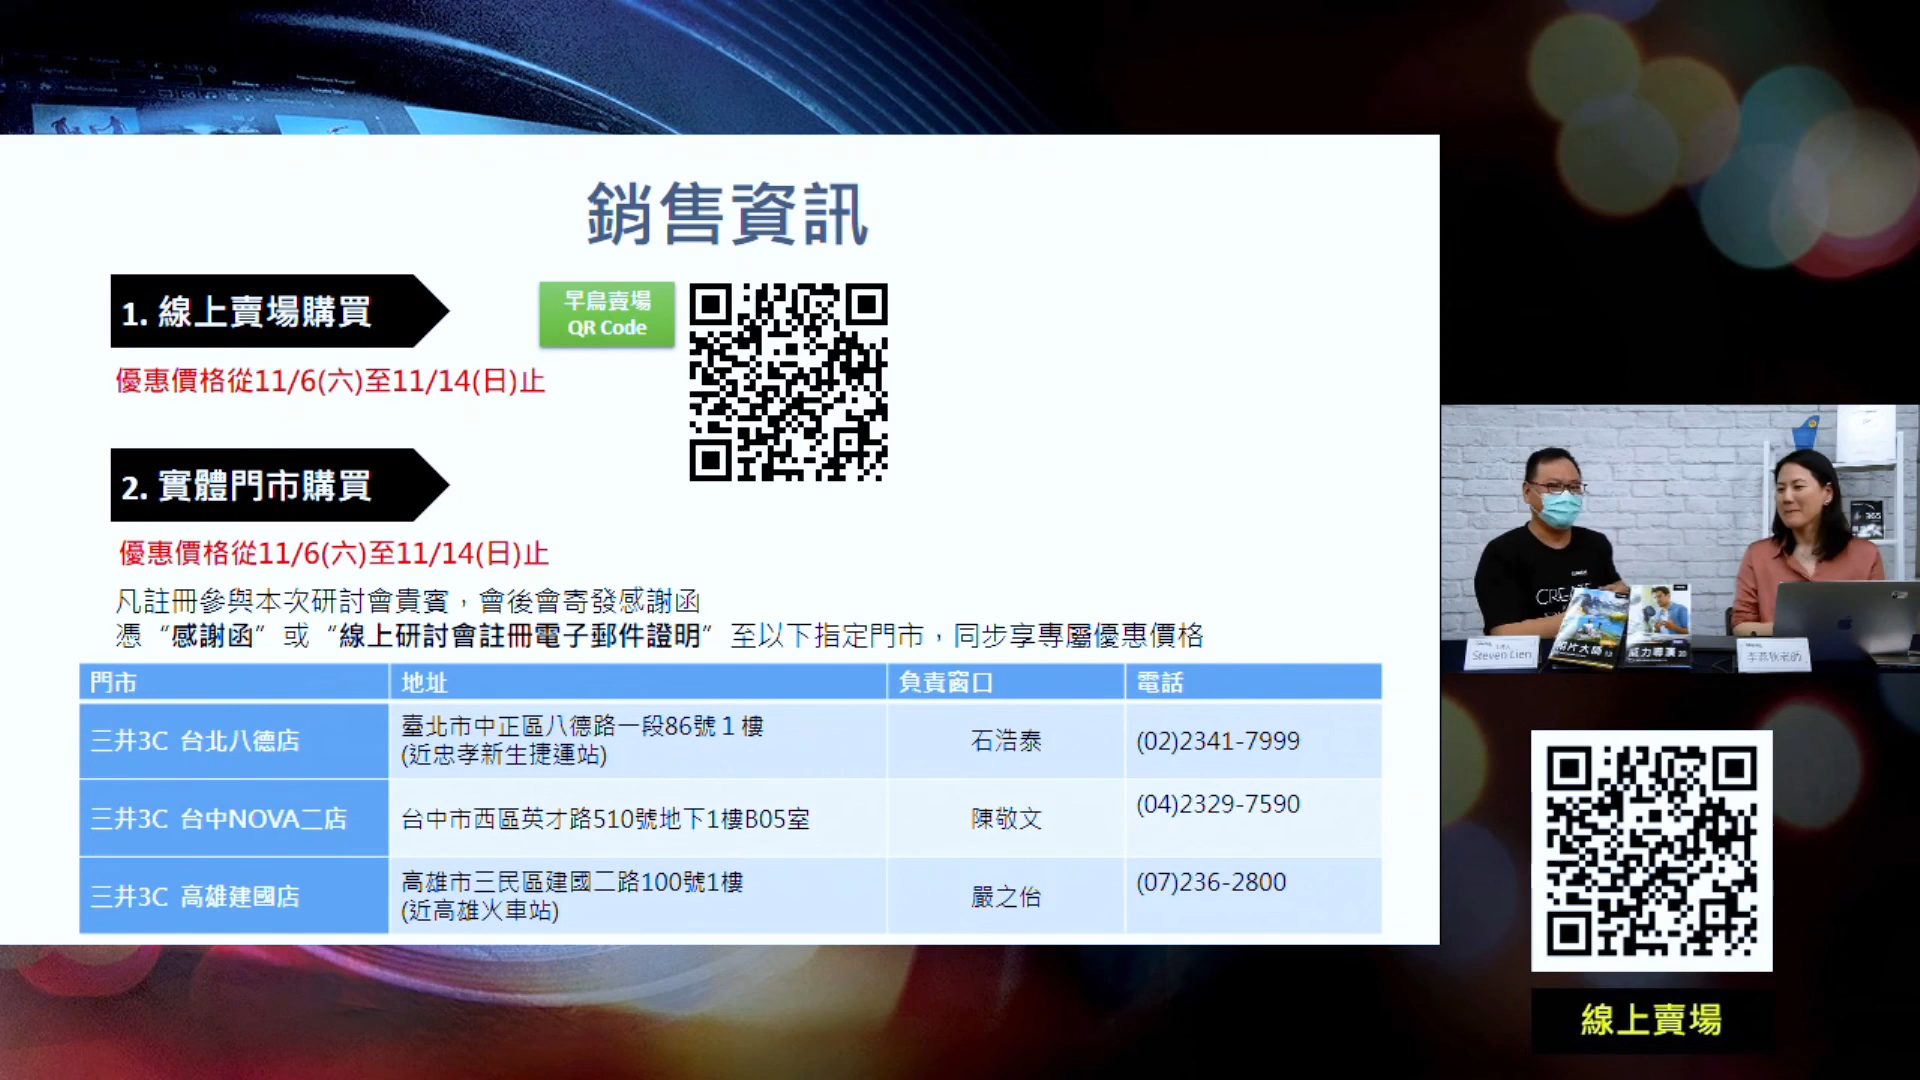 銷售資訊
1. 線上賣場購買
早鳥賣場
QR Code
優惠價格從11/6(六)至11/14(日)止
2. 實體門市購買
優惠價格從11/6(六)至11/14(日)止
凡註冊參與本次研討會貴賓，會後會寄發感謝函
憑“感謝函”或“線上研討會註冊電子郵件證明”至以下指定門市，同步享專屬優惠價格
門市 地址 負責窗口 電話
三井3C 台北八德店 臺北市中正區八德路一段86號１樓 石浩泰 (02)2341-7999
(近忠孝新生捷運站)
三井3C 台中NOVA二店 台中市西區英才路510號地下1樓B05室 陳敬文 (04)2329-7590
三井3C 高雄建國店 高雄市三民區建國二路100號1樓 嚴之佁 (07)236-2800
(近高雄火車站)
Steven Lien
照片大師
威力導演 20
365
線上賣場